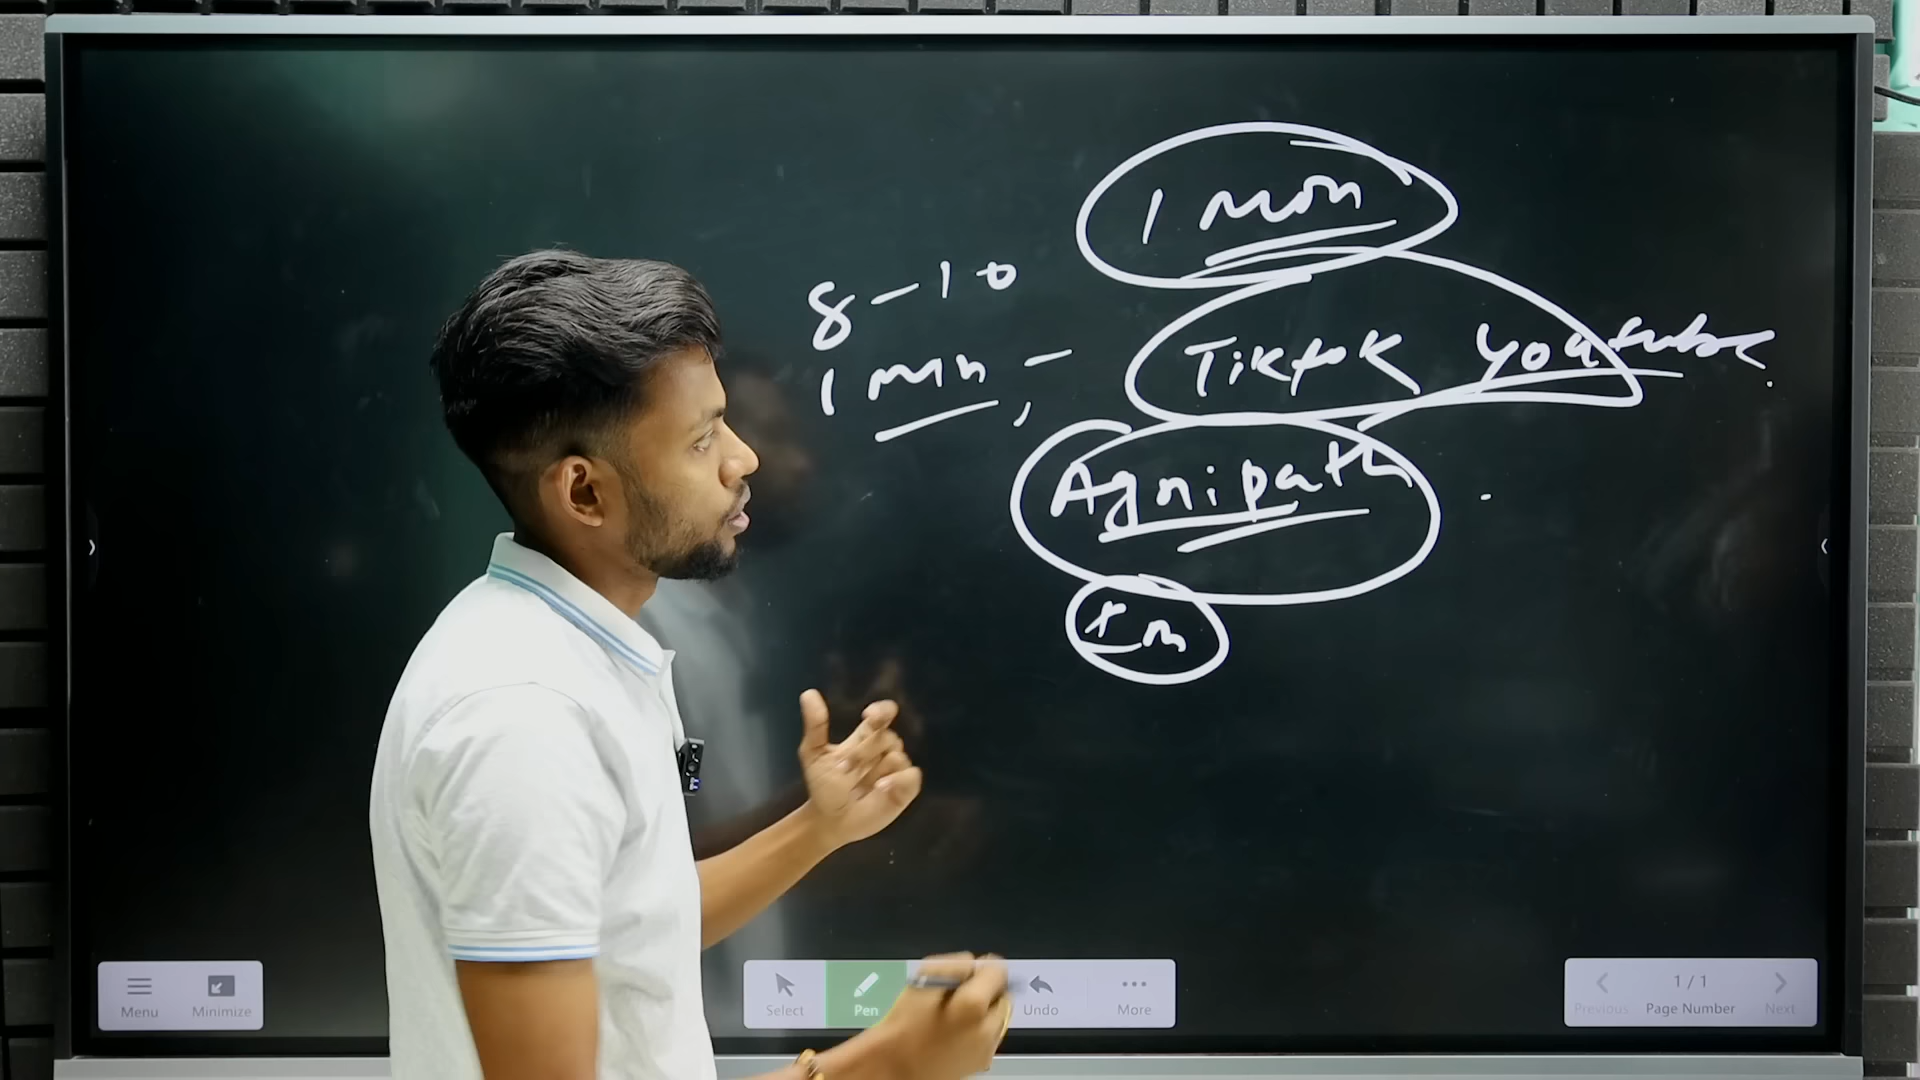 1 Mon
8-10
Tiktok Youtube
1 min -
Agnipath
Menu
Minimize
Select
Pen
Undo
More
Previous
1 / 1
Page Number
Next